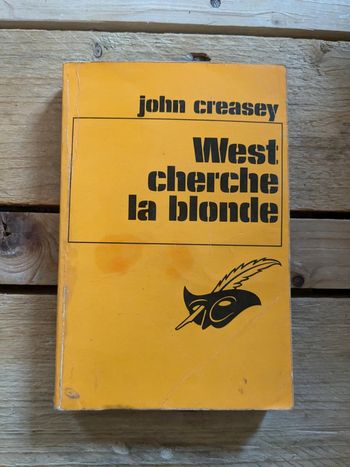 john creasey
West
cherche
la blonde